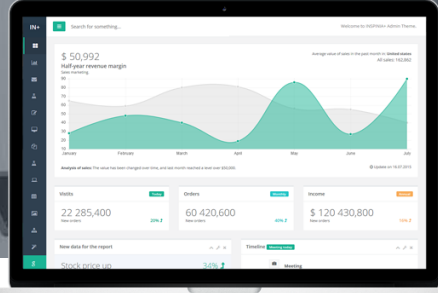 IN+
Search for something...
Welcome to INSPINIA+ Admin Theme.
$ 50,992
Half-year revenue margin
Sales marketing
Average value of sales in the past month in: United states
All sales: 162,862
90
80
70
60
50
40
30
20
10
January February March April May June July
Analysis of sales: The value has been changed over time, and last month reached a level over $50,000.
Update on 16.07.2015
Visits Today
22 285,400
New orders 20%
Orders Monthly
60 420,600
New orders 40%
Income Annual
$ 120 430,800
New orders
New data for the report
Timeline Meeting today
Stock price up 34%
Meeting